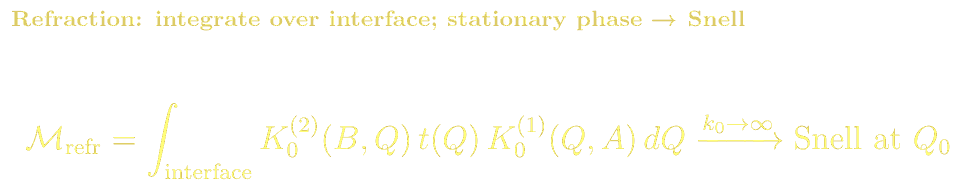 Refraction: integrate over interface; stationary phase → Snell
ℳ_refr = ∫_interface K_0^(2)(B, Q) t(Q) K_0^(1)(Q, A) dQ —k_0→∞→ Snell at Q_0